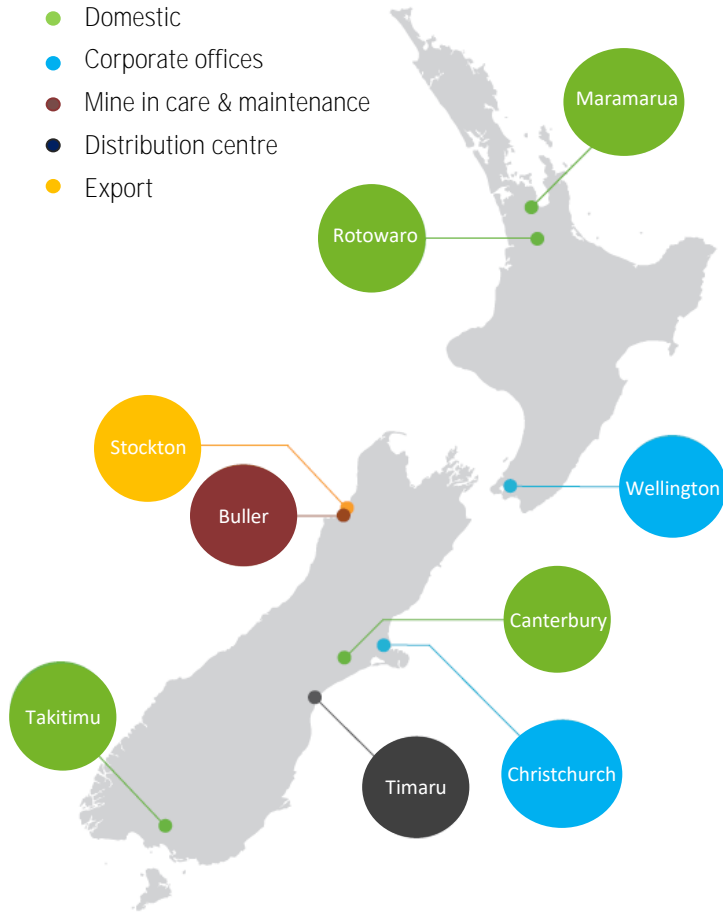 Domestic
Corporate offices
Mine in care & maintenance
Distribution centre
Export
Maramarua
Rotowaro
Stockton
Wellington
Buller
Canterbury
Takitimu
Christchurch
Timaru